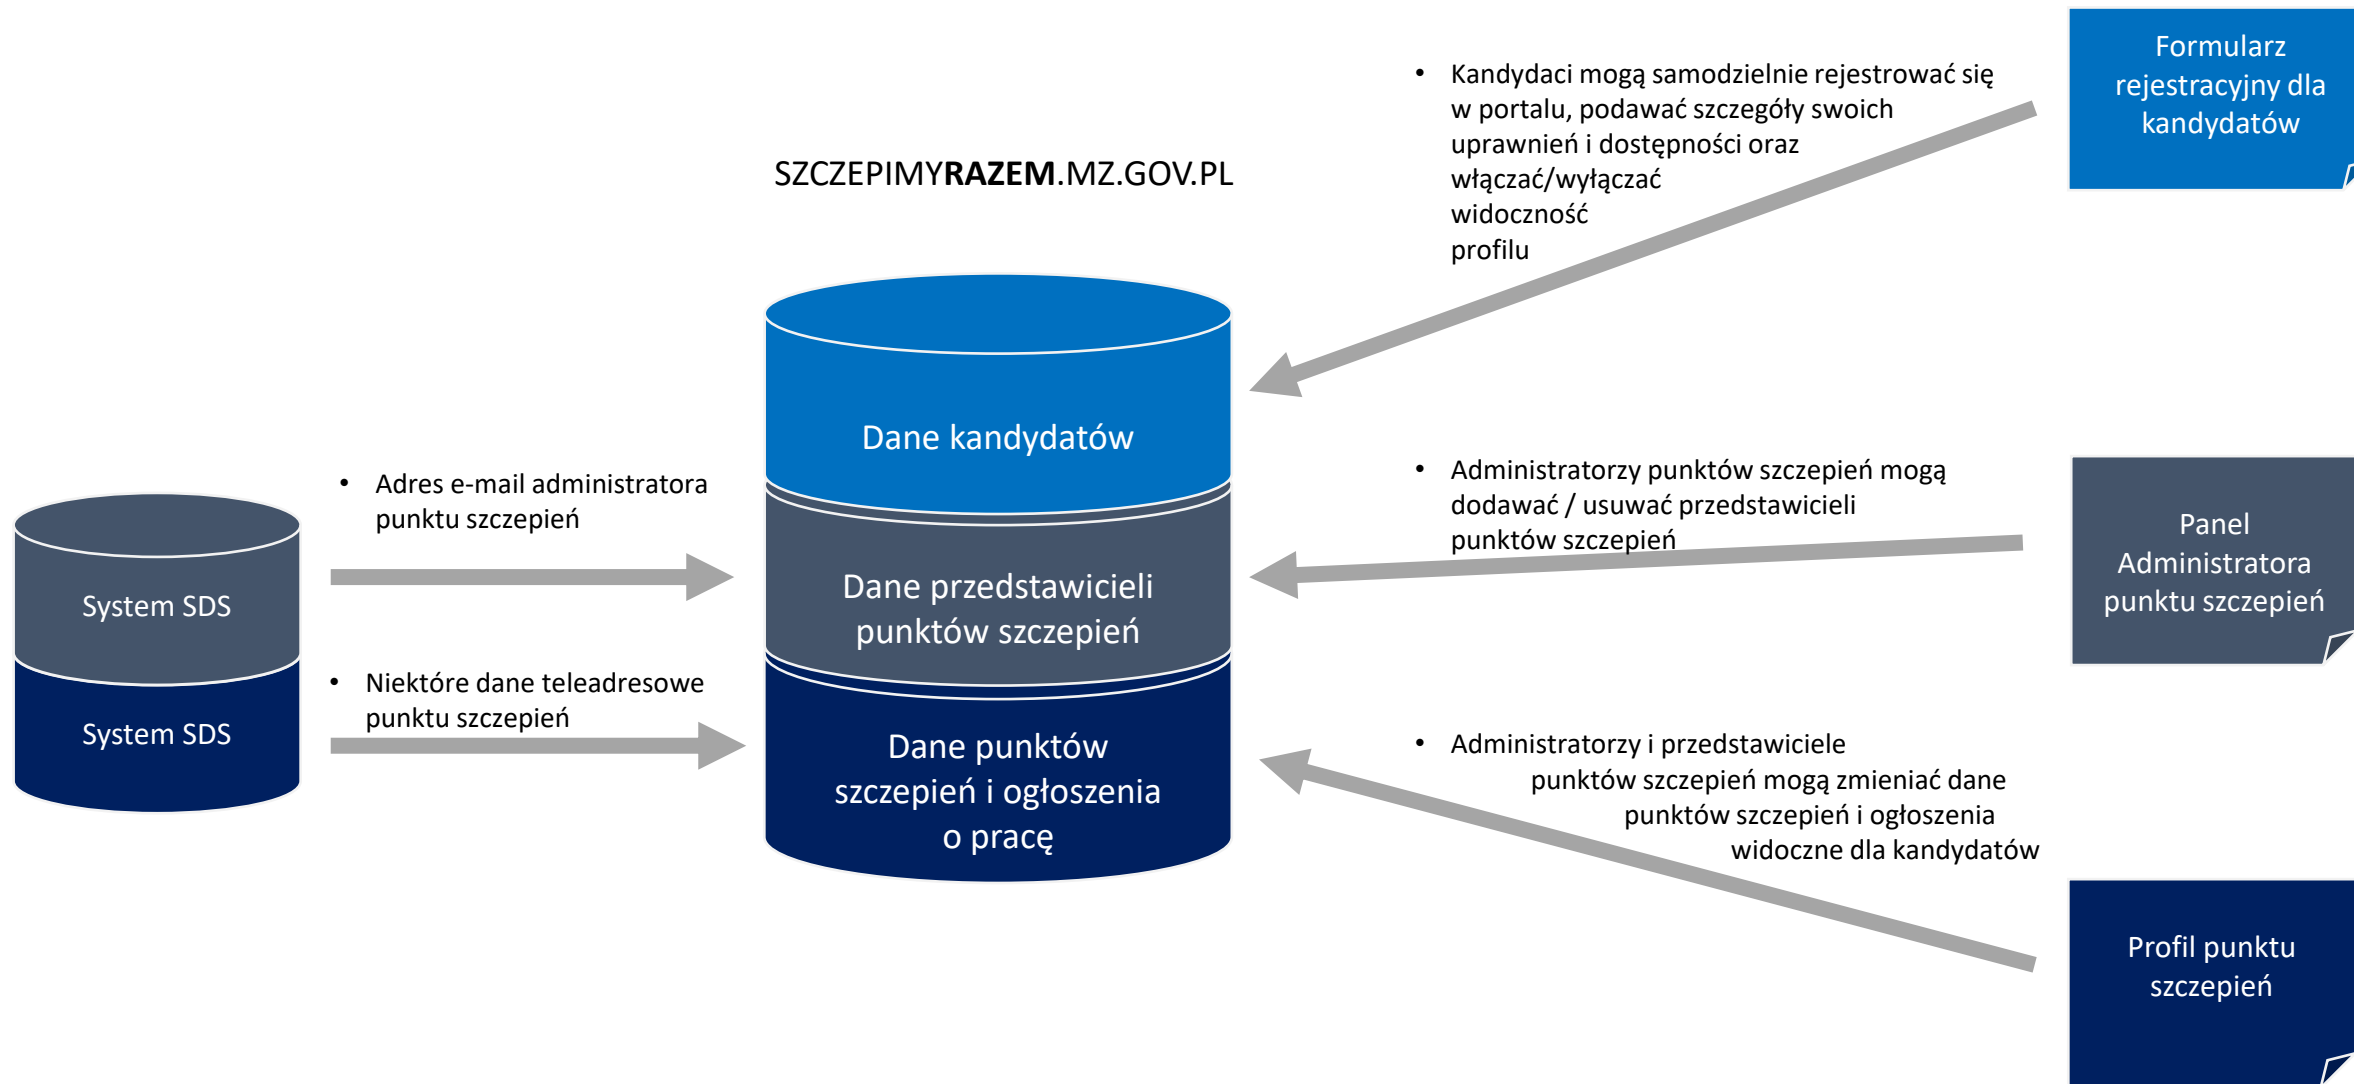 SZCZEPIMYRAZEM.MZ.GOV.PL
System SDS
System SDS
• Adres e-mail administratora
punktu szczepień
• Niektóre dane teleadresowe
punktu szczepień
Dane kandydatów
Dane przedstawicieli
punktów szczepień
Dane punktów
szczepień i ogłoszenia
o pracę
• Kandydaci mogą samodzielnie rejestrować się
w portalu, podawać szczegóły swoich
uprawnień i dostępności oraz
włączać/wyłączać
widoczność
profilu
• Administratorzy punktów szczepień mogą
dodawać / usuwać przedstawicieli
punktów szczepień
• Administratorzy i przedstawiciele
punktów szczepień mogą zmieniać dane
punktów szczepień i ogłoszenia
widoczne dla kandydatów
Formularz
rejestracyjny dla
kandydatów
Panel
Administratora
punktu szczepień
Profil punktu
szczepień